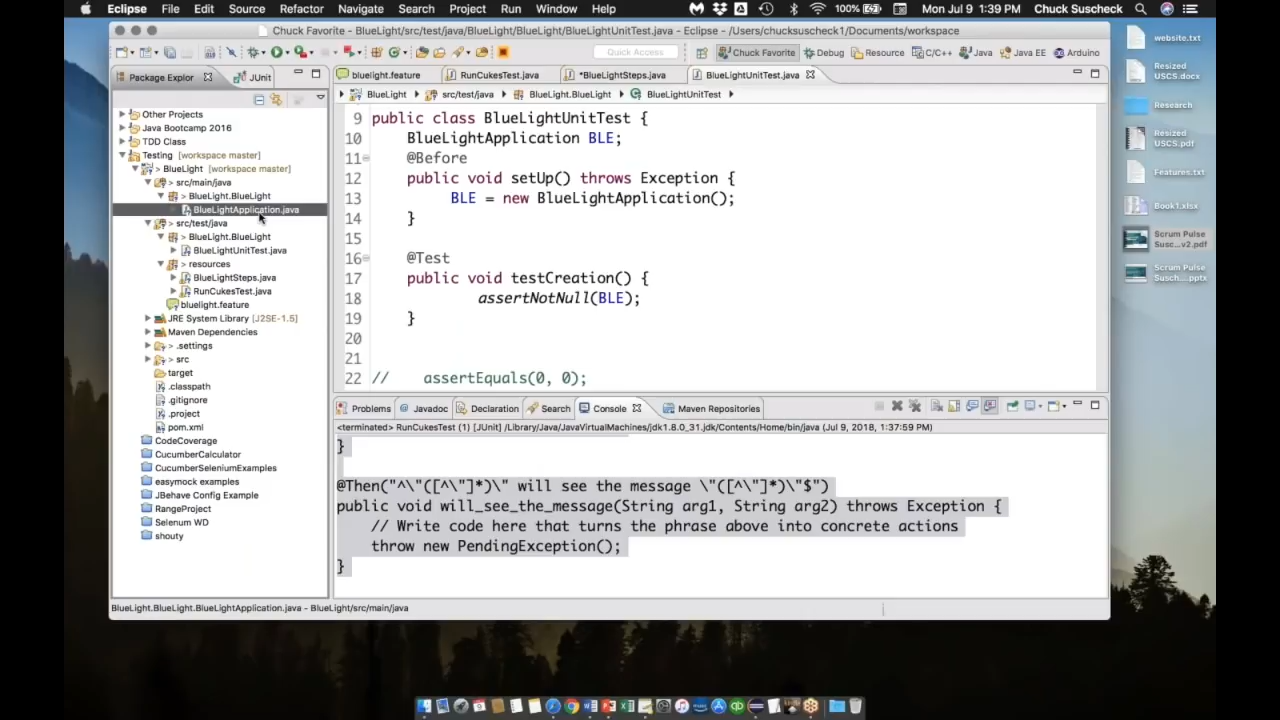 Eclipse File Edit Source Refactor Navigate Search Project Run Window Help 100% Mon Jul 9 1:39 PM Chuck Suscheck
Chuck Favorite - BlueLight/src/test/java/BlueLight/BlueLight/BlueLightUnitTest.java - Eclipse - /Users/chucksuscheck1/Documents/workspace
Quick Access Chuck Favorite Debug Resource C/C++ Java Java EE Arduino
Package Explor JUnit
Other Projects
Java Bootcamp 2016
TDD Class
Testing [workspace master]
> BlueLight [workspace master]
> src/main/java
> BlueLight.BlueLight
BlueLightApplication.java
> src/test/java
> BlueLight.BlueLight
BlueLightUnitTest.java
> resources
BlueLightSteps.java
RunCukesTest.java
bluelight.feature
JRE System Library [J2SE-1.5]
Maven Dependencies
> .settings
> src
target
.classpath
.gitignore
.project
pom.xml
CodeCoverage
CucumberCalculator
CucumberSeleniumExamples
easymock examples
JBehave Config Example
RangeProject
Selenium WD
shouty
bluelight.feature RunCukesTest.java *BlueLightSteps.java BlueLightUnitTest.java
BlueLight src/test/java BlueLight.BlueLight BlueLightUnitTest
9 public class BlueLightUnitTest {
10 BlueLightApplication BLE;
11 @Before
12 public void setUp() throws Exception {
13 BLE = new BlueLightApplication();
14 }
15
16 @Test
17 public void testCreation() {
18 assertNotNull(BLE);
19 }
20
21
22 // assertEquals(0, 0);
Problems Javadoc Declaration Search Console Maven Repositories
<terminated> RunCukesTest (1) [JUnit] /Library/Java/JavaVirtualMachines/jdk1.8.0_31.jdk/Contents/Home/bin/java (Jul 9, 2018, 1:37:59 PM)
}
@Then("^\"([^\"]*)\" will see the message \"([^\"]*)\"$")
public void will_see_the_message(String arg1, String arg2) throws Exception {
// Write code here that turns the phrase above into concrete actions
throw new PendingException();
}
BlueLight.BlueLight.BlueLightApplication.java - BlueLight/src/main/java
website.txt
Resized
USCS.docx
Research
Resized
USCS.pdf
Features.txt
Book1.xlsx
Scrum Pulse
Susc...v2.pdf
Scrum Pulse
Susch....pptx